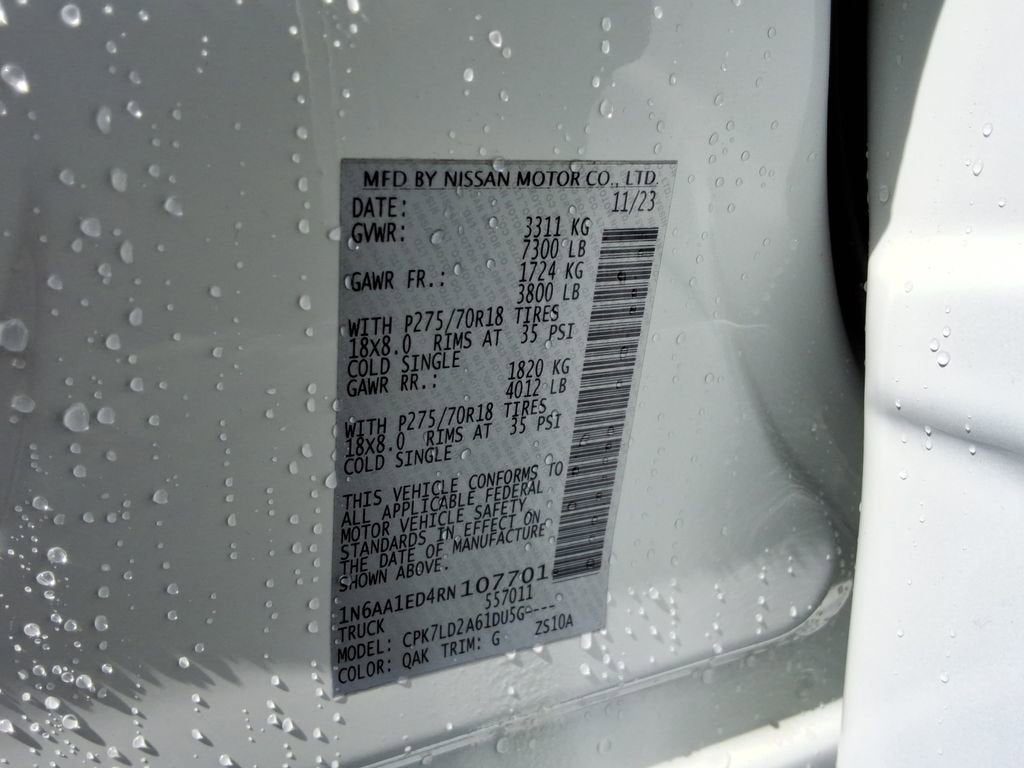 MFD BY NISSAN MOTOR CO., LTD.
DATE: 11/23
GVWR: 3311 KG
7300 LB
GAWR FR.: 1724 KG
3800 LB
WITH P275/70R18 TIRES
18X8.0 RIMS AT 35 PSI
COLD SINGLE
GAWR RR.: 1820 KG
4012 LB
WITH P275/70R18 TIRES
18X8.0 RIMS AT 35 PSI
COLD SINGLE
THIS VEHICLE CONFORMS TO
ALL APPLICABLE FEDERAL
MOTOR VEHICLE SAFETY
STANDARDS IN EFFECT ON
THE DATE OF MANUFACTURE
SHOWN ABOVE.
1N6AA1ED4RN107701
TRUCK 557011
MODEL: CPK7LD2A61DU5G----
COLOR: QAK TRIM: G ZS10A